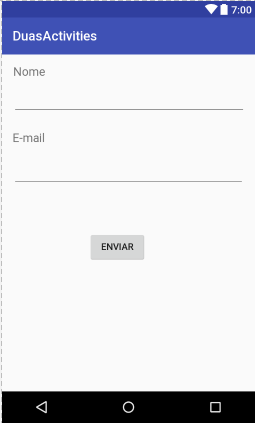 7:00
DuasActivities
Nome
E-mail
ENVIAR